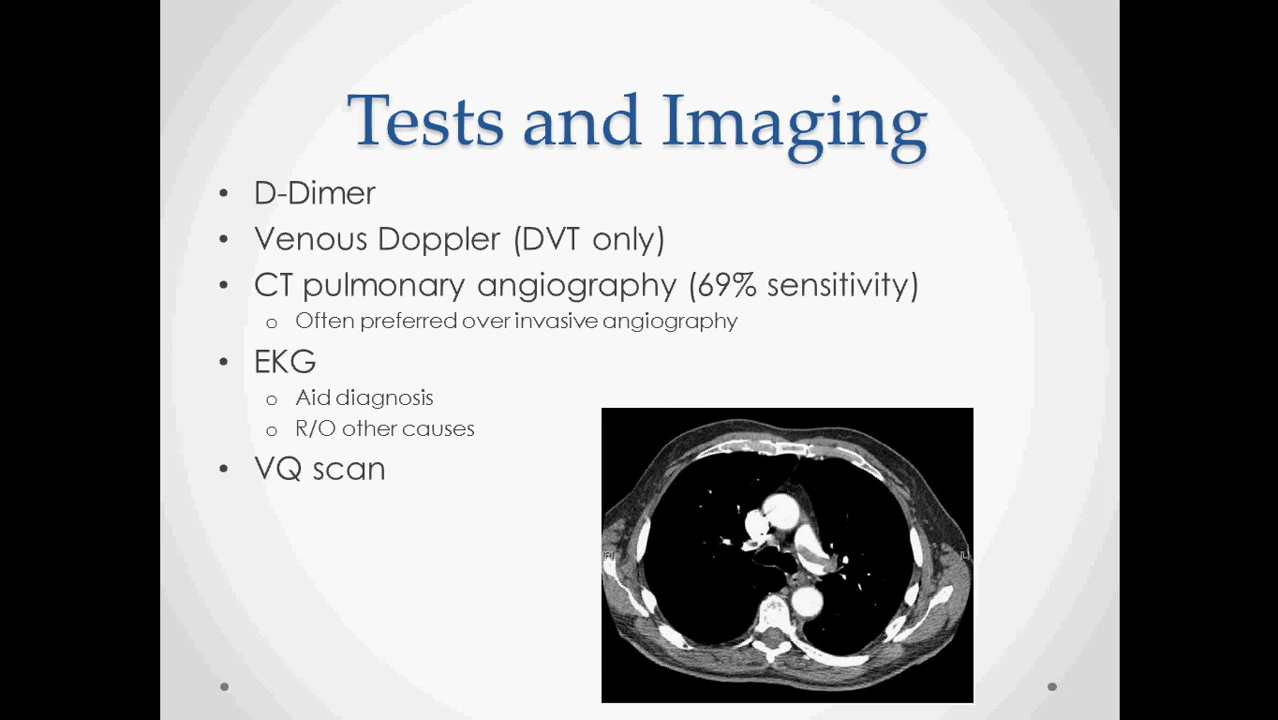 Tests and Imaging
• D-Dimer
• Venous Doppler (DVT only)
• CT pulmonary angiography (69% sensitivity)
o Often preferred over invasive angiography
• EKG
o Aid diagnosis
o R/O other causes
• VQ scan
[R]
[L]